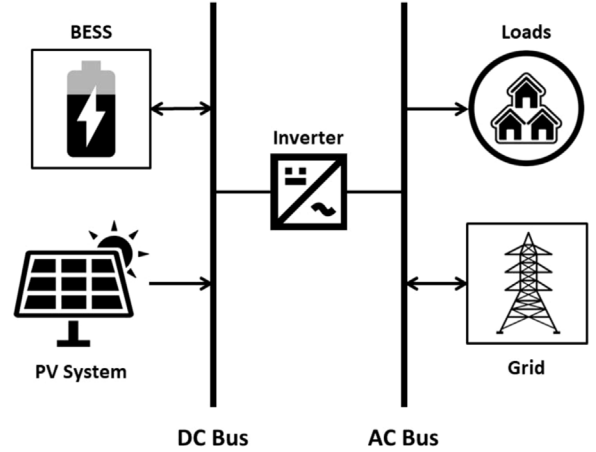 BESS
Loads
Inverter
PV System
Grid
DC Bus
AC Bus